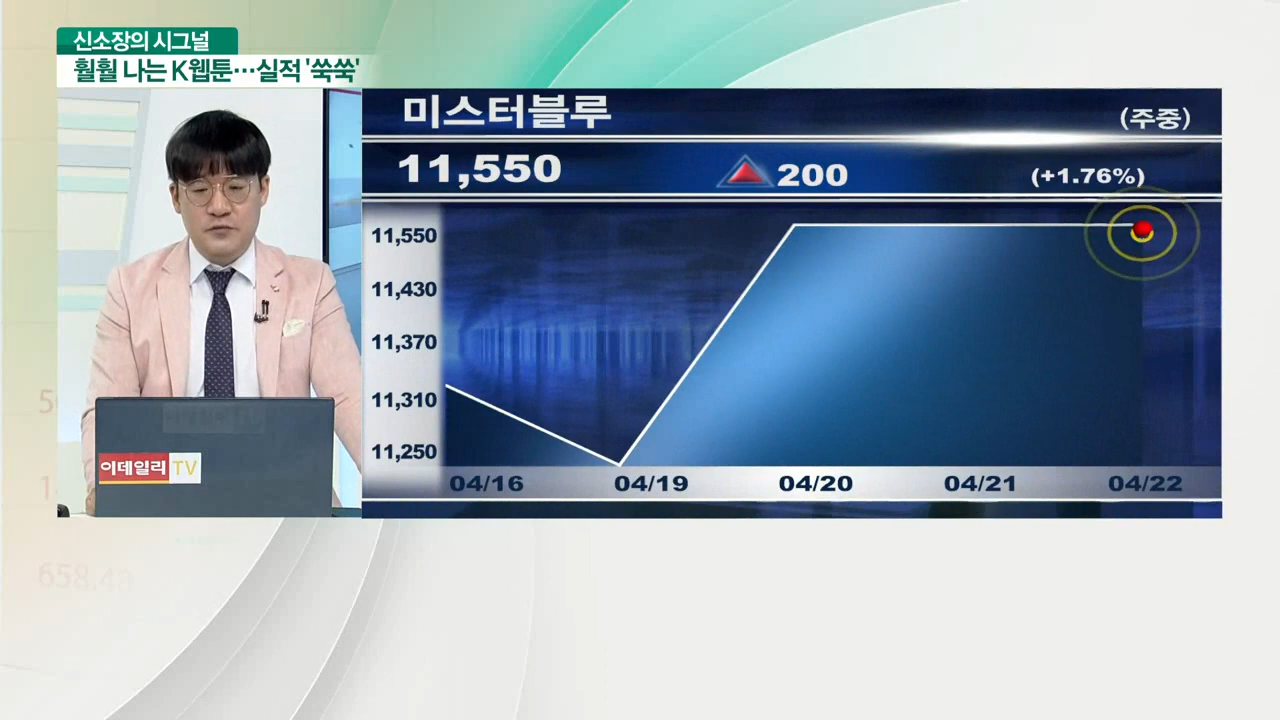 신소장의 시그널
훨훨 나는 K웹툰…실적 '쑥쑥'
미스터블루
(주중)
11,550
200
(+1.76%)
11,550
11,430
11,370
11,310
11,250
04/16
04/19
04/20
04/21
04/22
이데일리TV
658.48